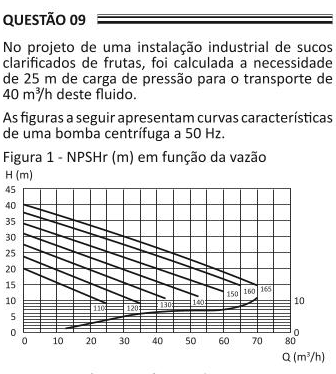 QUESTÃO 09
No projeto de uma instalação industrial de sucos
clarificados de frutas, foi calculada a necessidade
de 25 m de carga de pressão para o transporte de
40 m³/h deste fluido.
As figuras a seguir apresentam curvas características
de uma bomba centrífuga a 50 Hz.
Figura 1 - NPSHr (m) em função da vazão
H (m)
45
40
35
30
25
20
15
10
5
0
110
120
130
140
150
160
165
10
0
0 10 20 30 40 50 60 70 80
Q (m³/h)